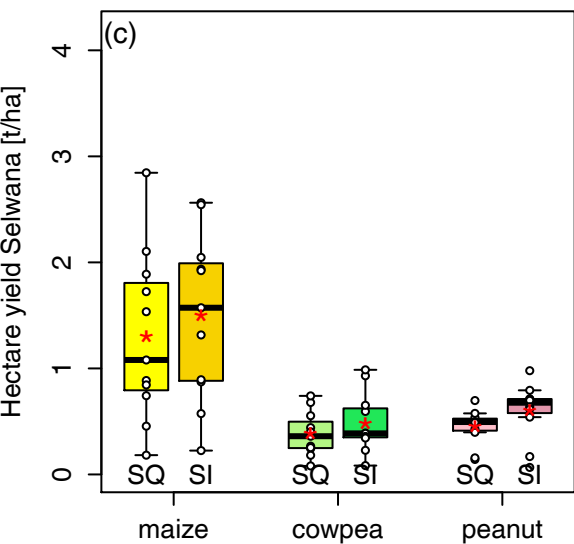 (c)
Hectare yield Selwana [t/ha]
4
3
2
1
0
SQ SI SQ SI SQ SI
maize cowpea peanut